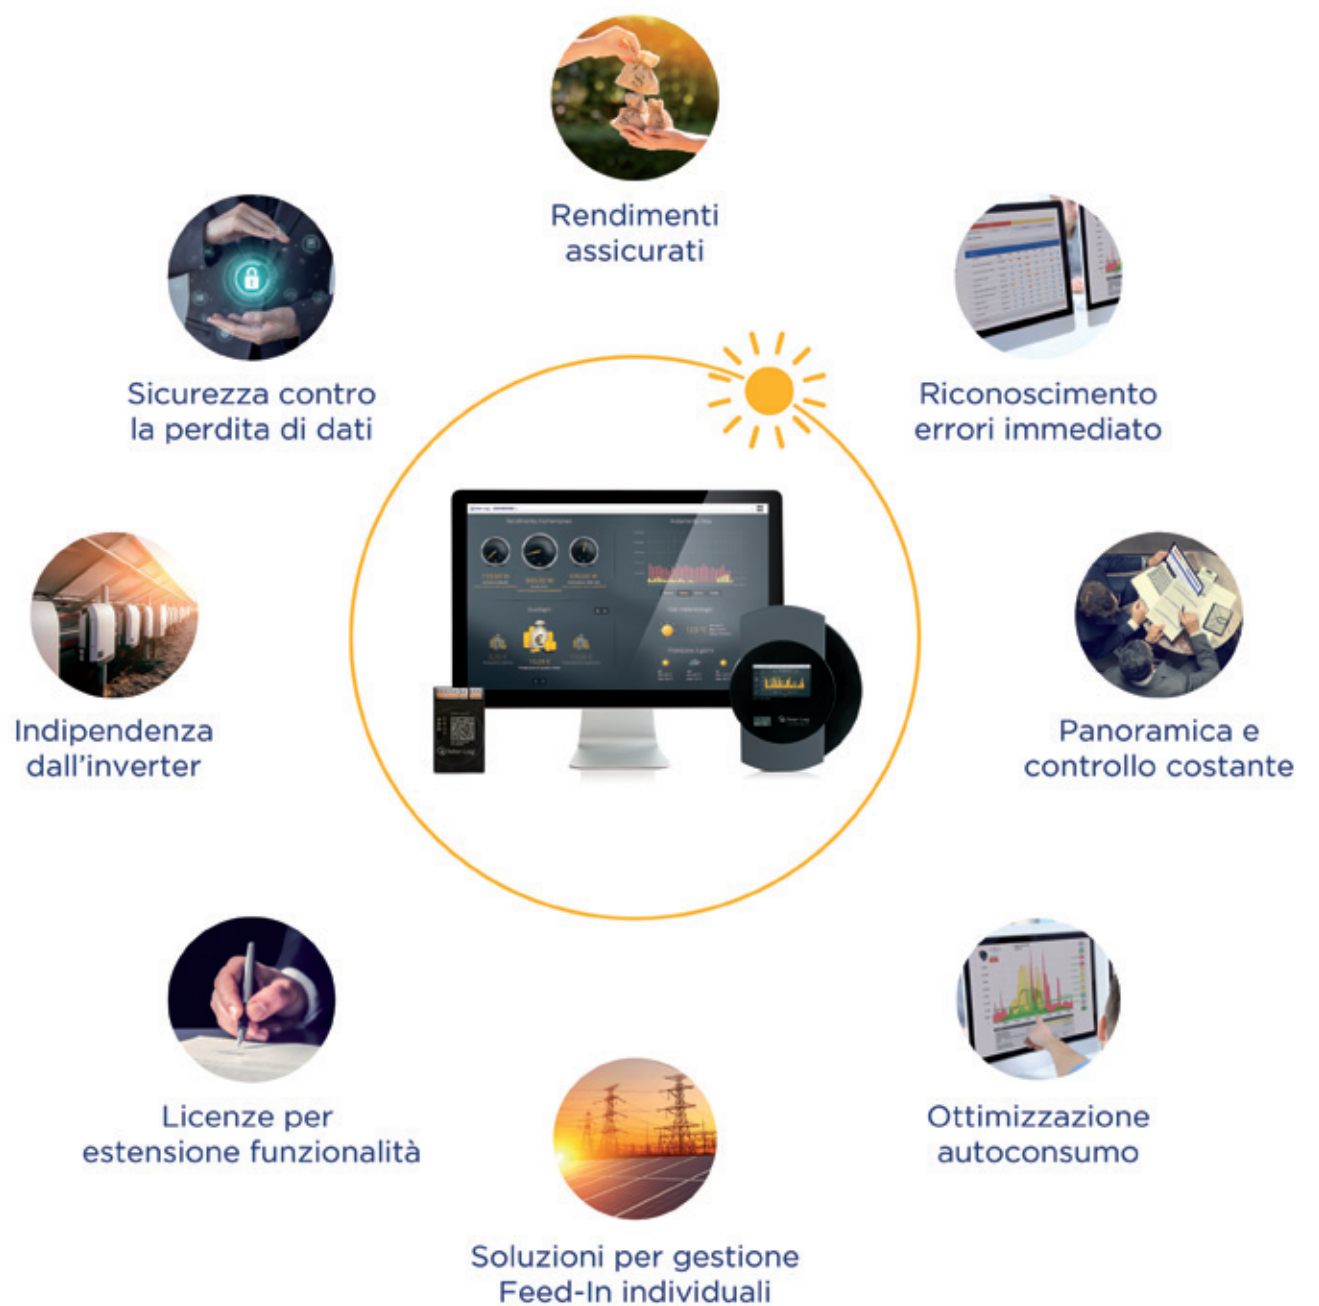 Rendimenti
assicurati
Riconoscimento
errori immediato
Panoramica e
controllo costante
Ottimizzazione
autoconsumo
Soluzioni per gestione
Feed-In individuali
Licenze per
estensione funzionalità
Indipendenza
dall'inverter
Sicurezza contro
la perdita di dati